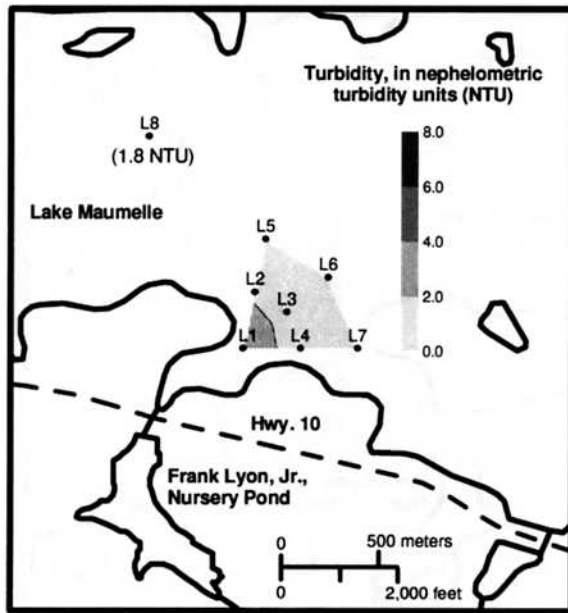 Turbidity, in nephelometric
turbidity units (NTU)
8.0
6.0
4.0
2.0
0.0
L8
(1.8 NTU)
Lake Maumelle
L5
L6
L2
L3
L1
L4
L7
Hwy. 10
Frank Lyon, Jr.,
Nursery Pond
0 500 meters
0 2,000 feet